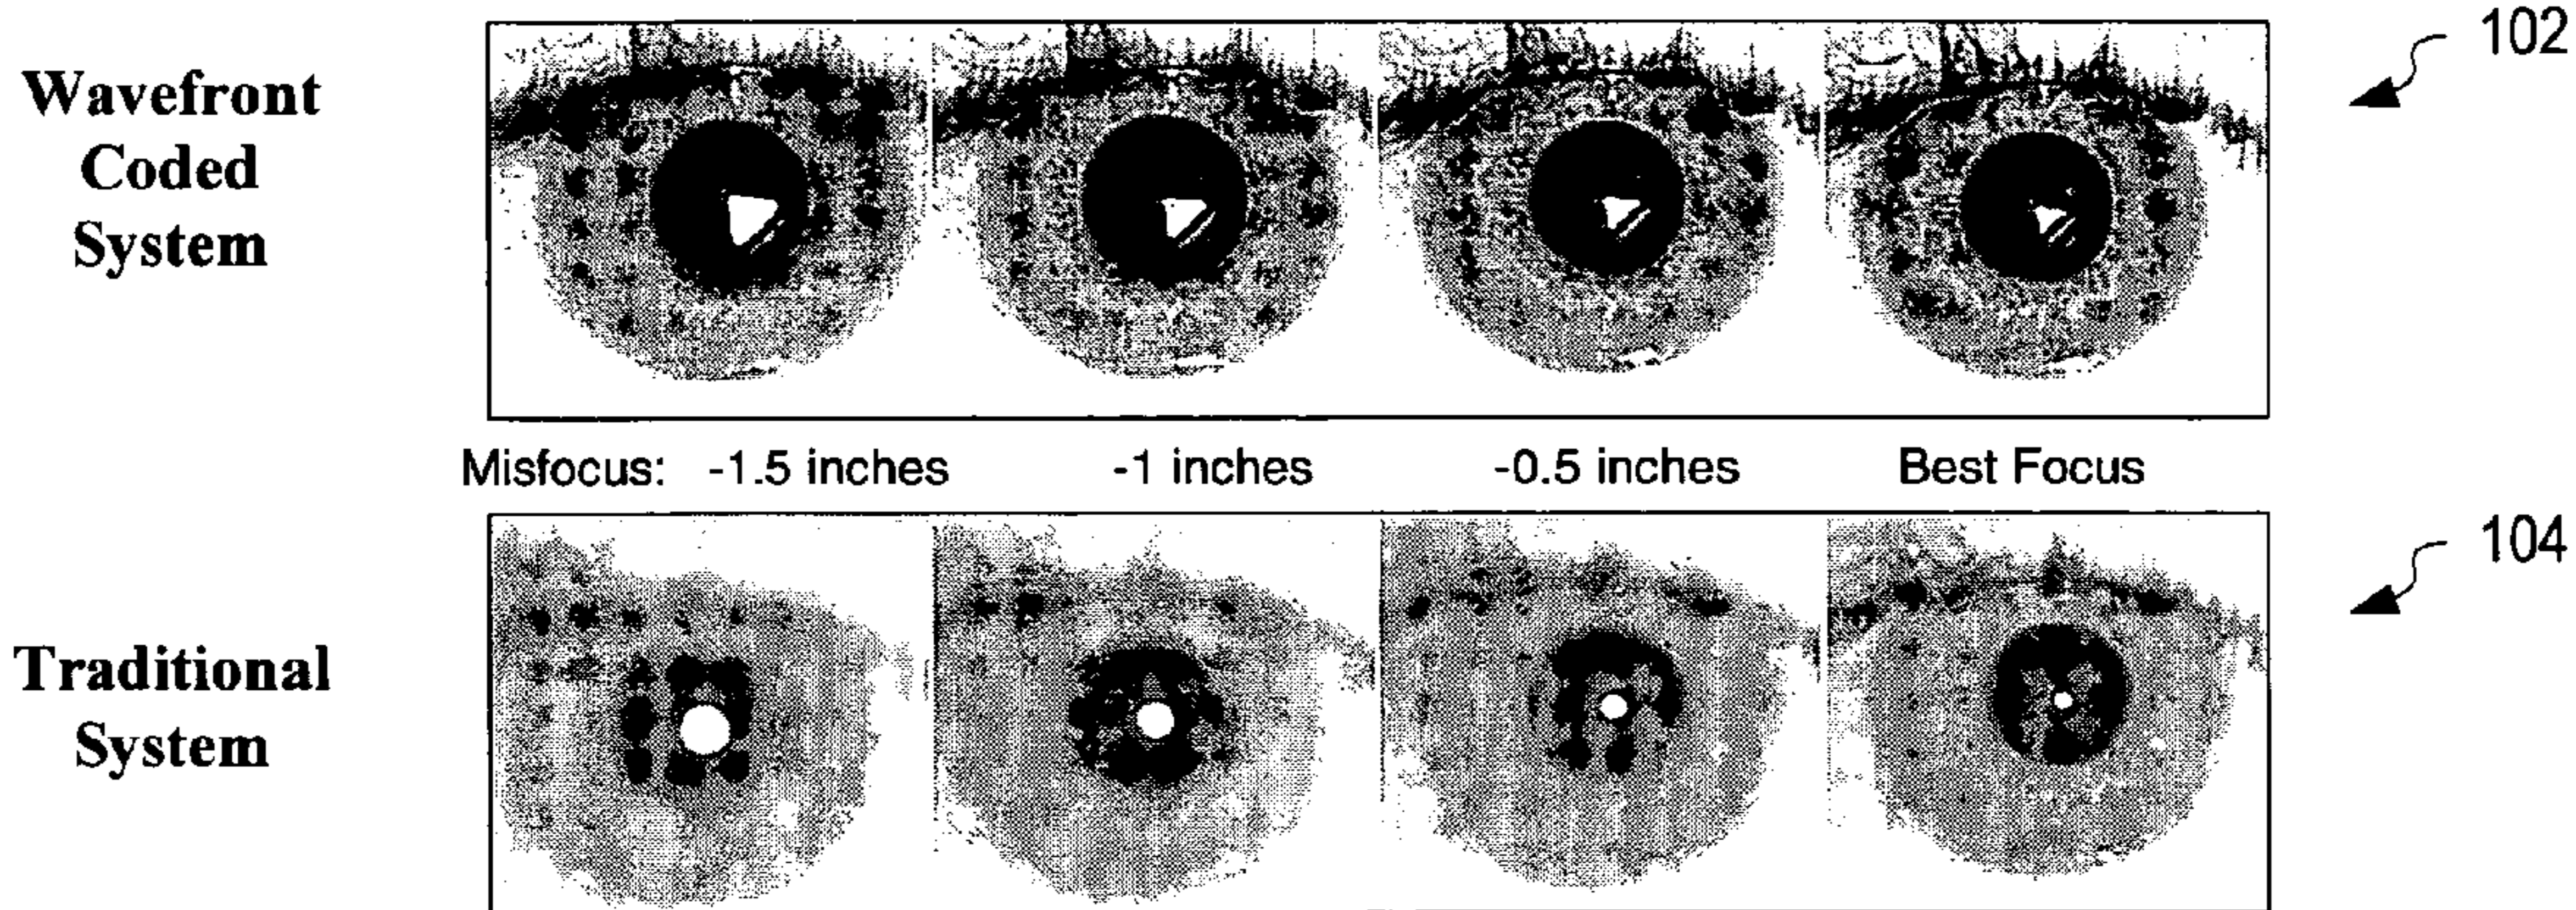 Wavefront
Coded
System
102
Misfocus: -1.5 inches -1 inches -0.5 inches Best Focus
Traditional
System
104